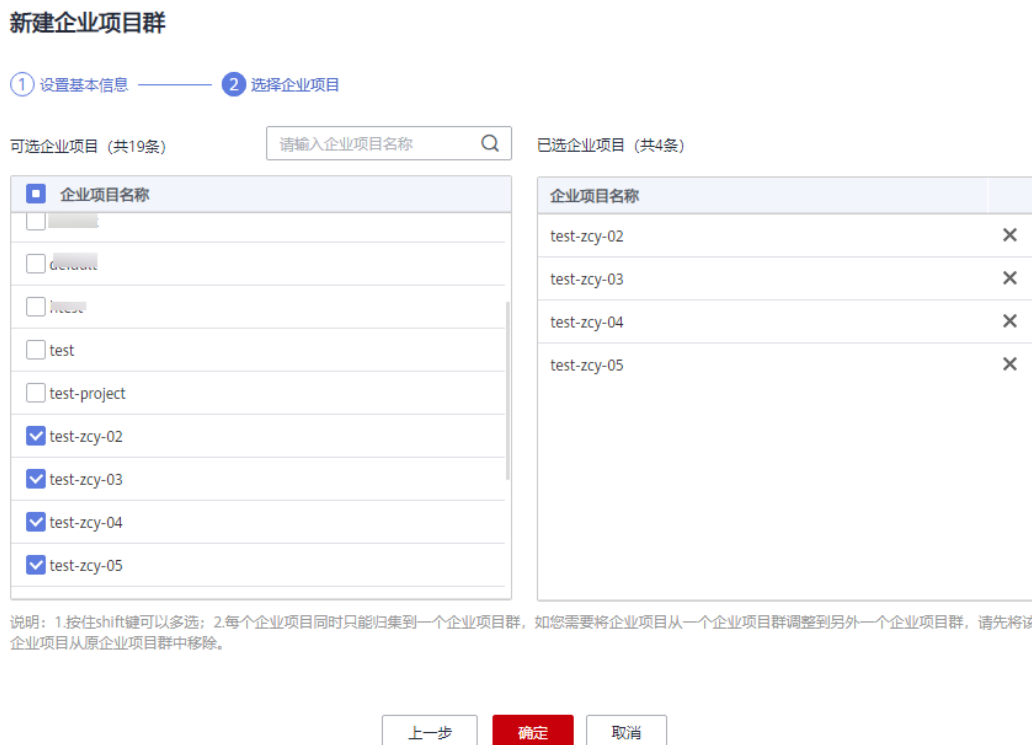 新建企业项目群
1 设置基本信息 2 选择企业项目
可选企业项目（共19条）
请输入企业项目名称
企业项目名称
test
test-project
test-zcy-02
test-zcy-03
test-zcy-04
test-zcy-05
已选企业项目（共4条）
企业项目名称
test-zcy-02
test-zcy-03
test-zcy-04
test-zcy-05
说明：1.按住shift键可以多选；2.每个企业项目同时只能归集到一个企业项目群，如您需要将企业项目从一个企业项目群调整到另外一个企业项目群，请先将该
企业项目从原企业项目群中移除。
上一步 确定 取消